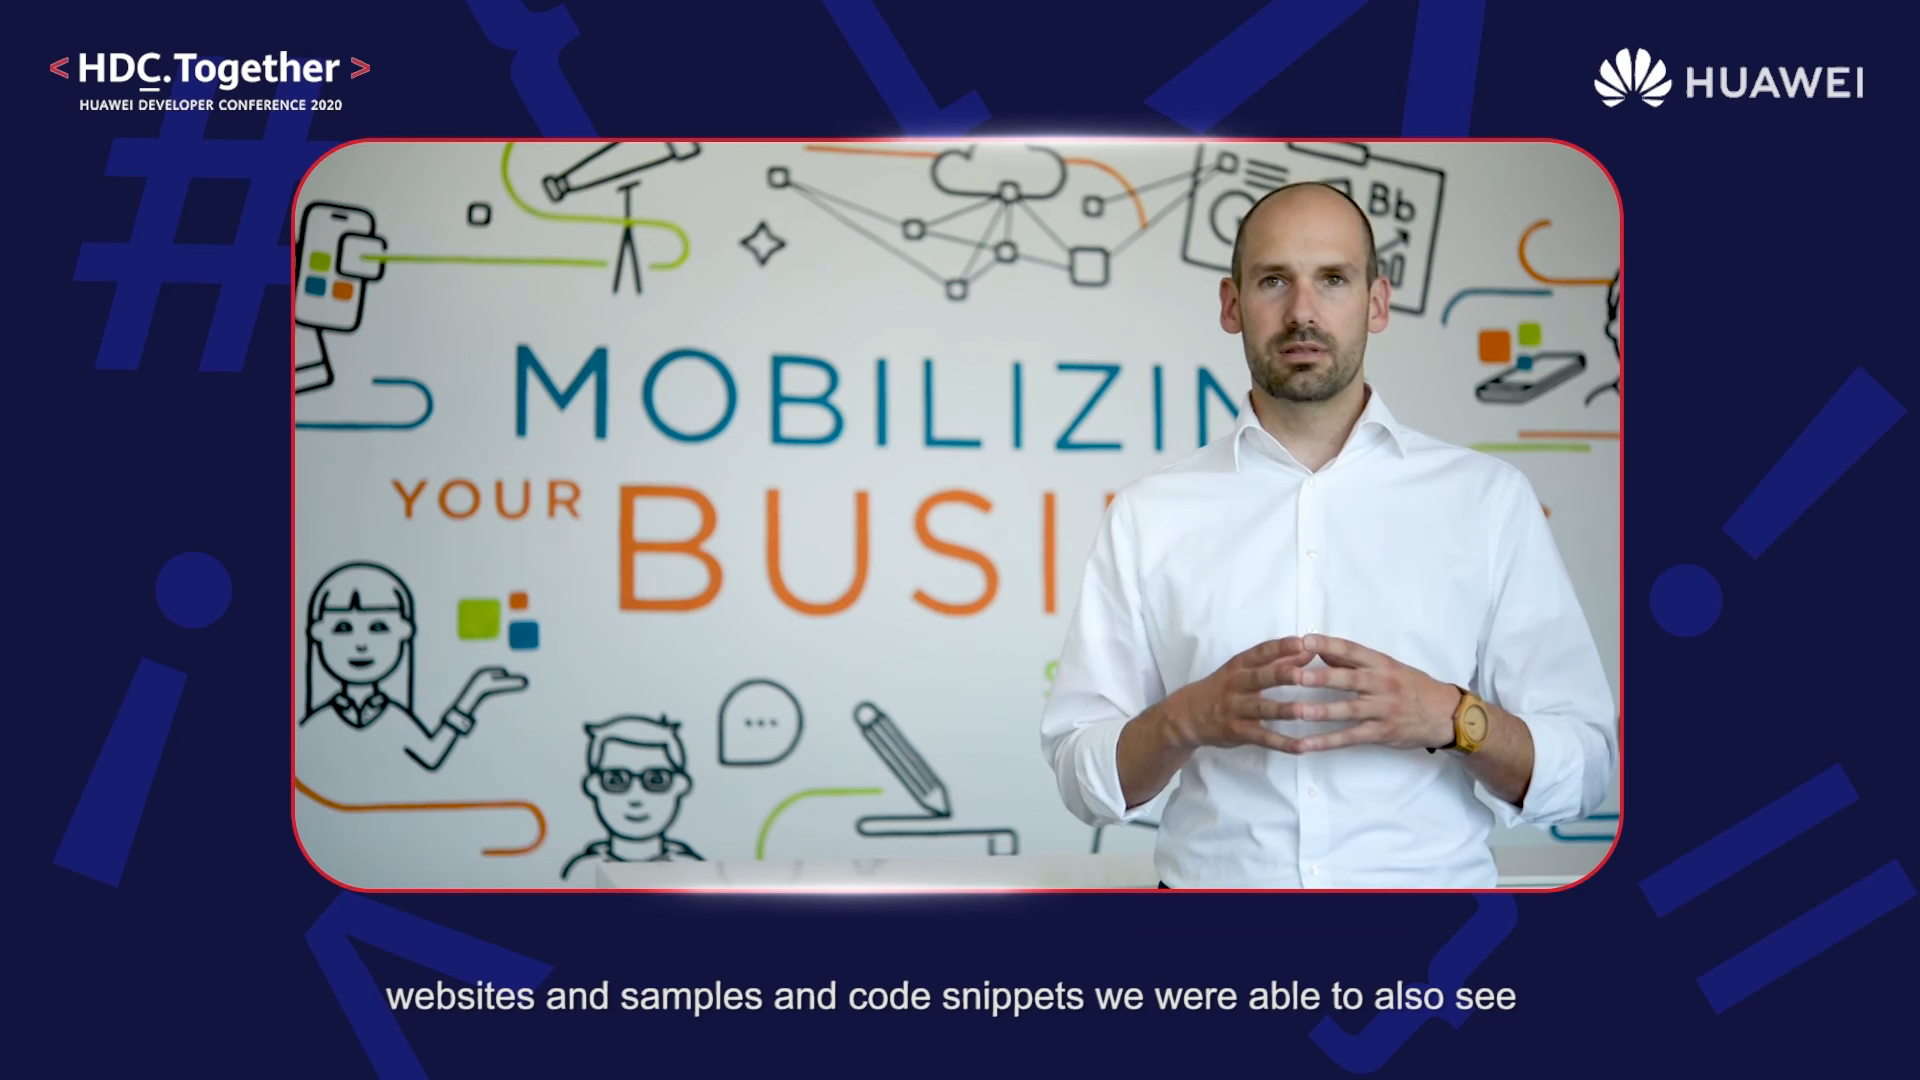 < HDC.Together >
HUAWEI DEVELOPER CONFERENCE 2020
HUAWEI
Bb
MOBILIZIN
YOUR BUSI
websites and samples and code snippets we were able to also see